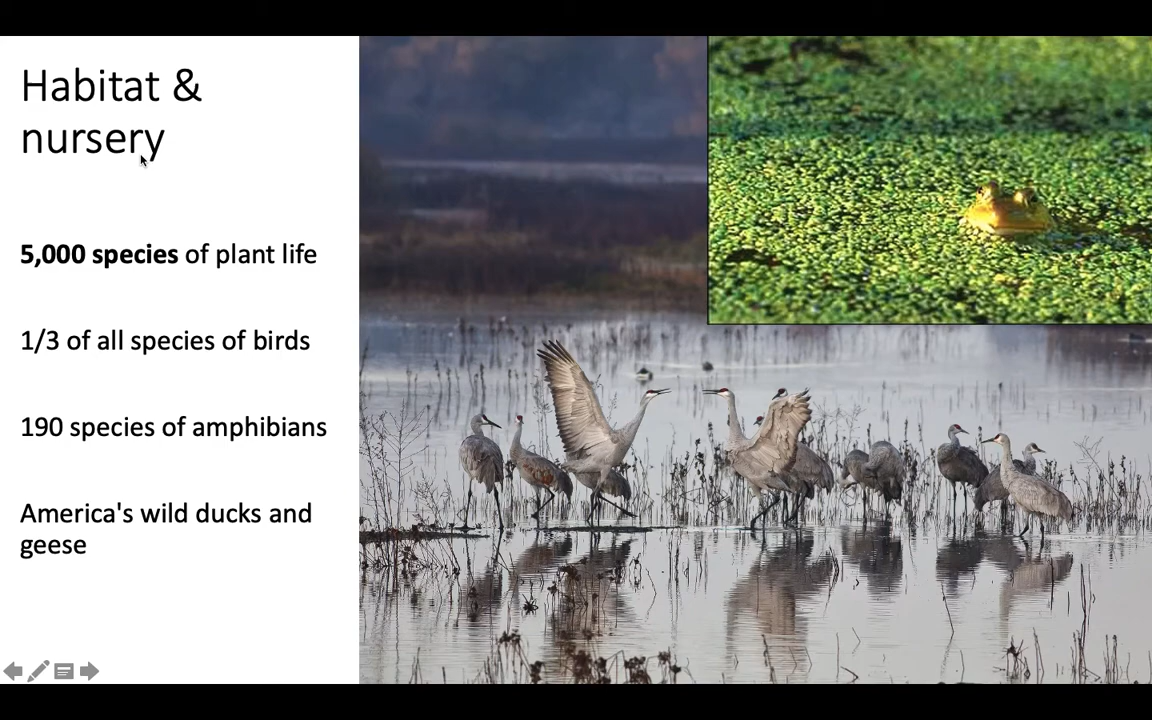 Habitat &
nursery
5,000 species of plant life
1/3 of all species of birds
190 species of amphibians
America's wild ducks and
geese